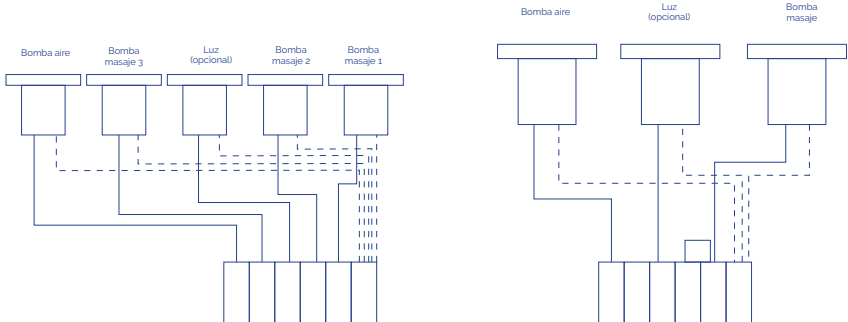 Bomba aire
Bomba
masaje 3
Luz
(opcional)
Bomba
masaje 2
Bomba
masaje 1
Bomba aire
Luz
(opcional)
Bomba
masaje